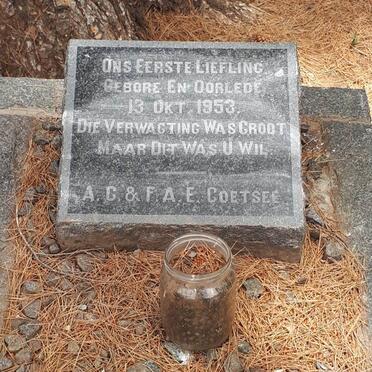 ONS EERSTE LIEFLING
GEBORE EN OORLEDE
13 OKT. 1953.
DIE VERWAGTING WAS GROOT
MAAR DIT WAS U WIL
A. C. & F. A. E. COETSEE